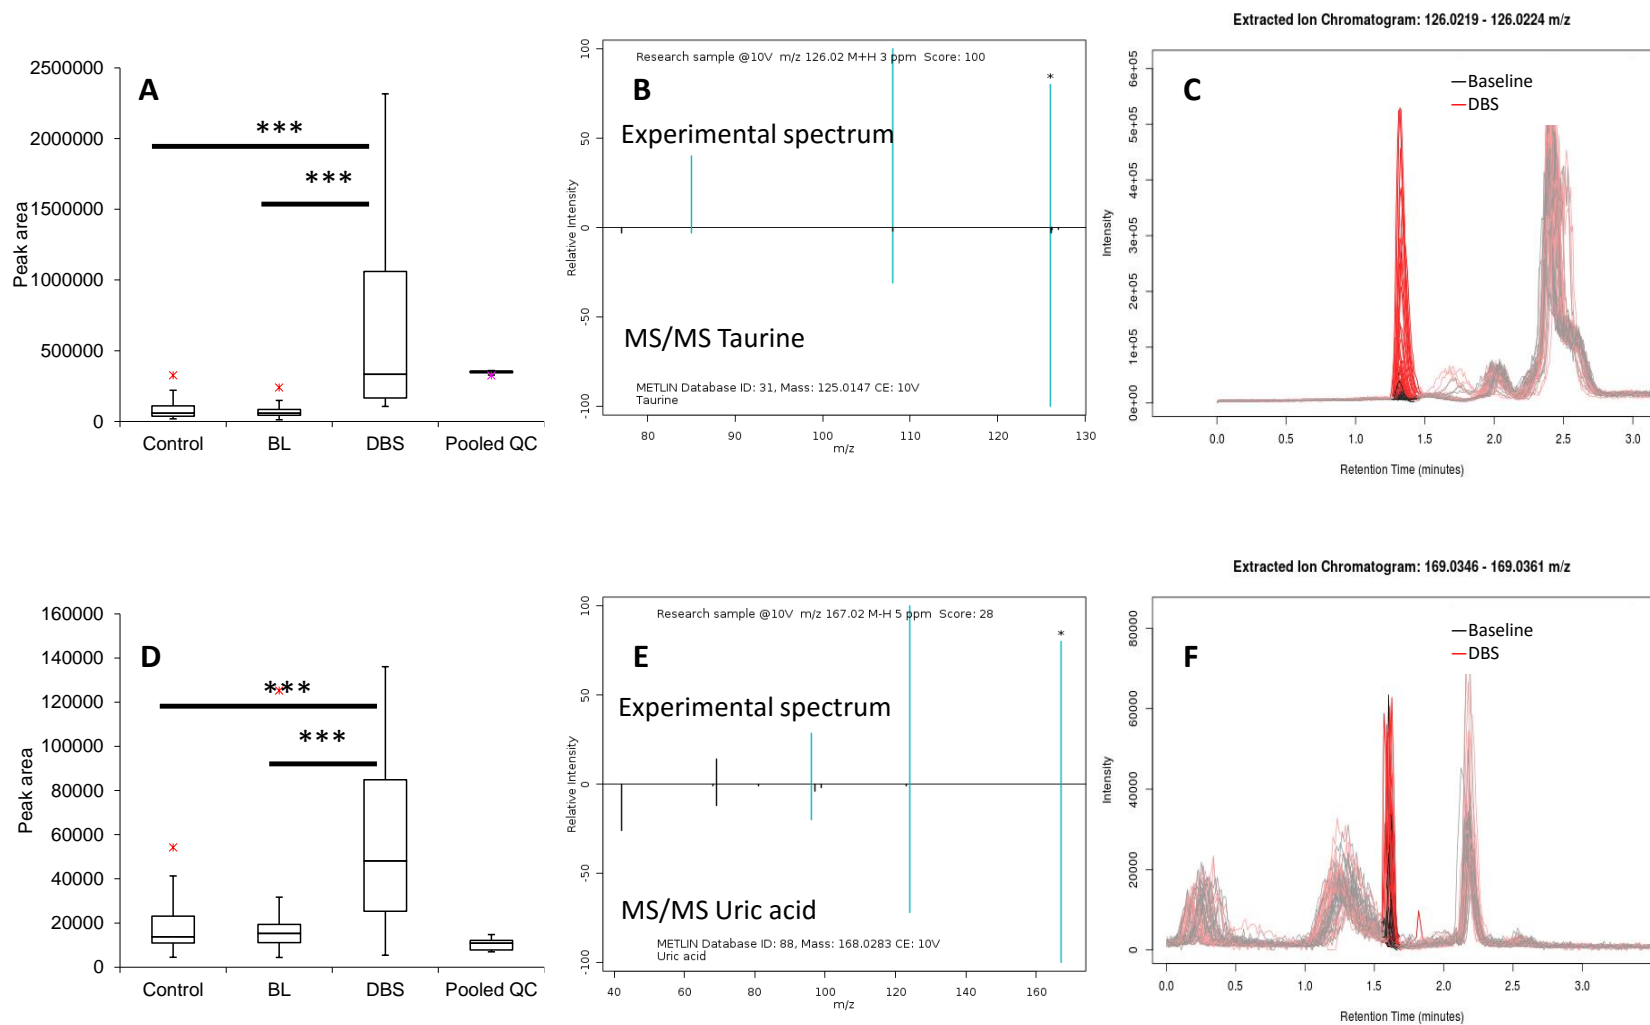 A
Peak area
2500000
2000000
1500000
1000000
500000
0
***
***
Control BL DBS Pooled QC
B
Research sample @10V m/z 126.02 M+H 3 ppm Score: 100
*
Experimental spectrum
MS/MS Taurine
METLIN Database ID: 31, Mass: 125.0147 CE: 10V
Taurine
Relative Intensity
100
50
0
-50
-100
80 90 100 110 120 130
m/z
Extracted Ion Chromatogram: 126.0219 - 126.0224 m/z
C
Baseline
DBS
Intensity
6e+05
5e+05
4e+05
3e+05
2e+05
1e+05
0e+00
0.0 0.5 1.0 1.5 2.0 2.5 3.0
Retention Time (minutes)
D
Peak area
160000
140000
120000
100000
80000
60000
40000
20000
0
***
***
Control BL DBS Pooled QC
E
Research sample @10V m/z 167.02 M-H 5 ppm Score: 28
*
Experimental spectrum
MS/MS Uric acid
METLIN Database ID: 88, Mass: 168.0283 CE: 10V
Uric acid
Relative Intensity
100
50
0
-50
-100
40 60 80 100 120 140 160
m/z
Extracted Ion Chromatogram: 169.0346 - 169.0361 m/z
F
Baseline
DBS
Intensity
80000
60000
40000
20000
0
0.0 0.5 1.0 1.5 2.0 2.5 3.0
Retention Time (minutes)